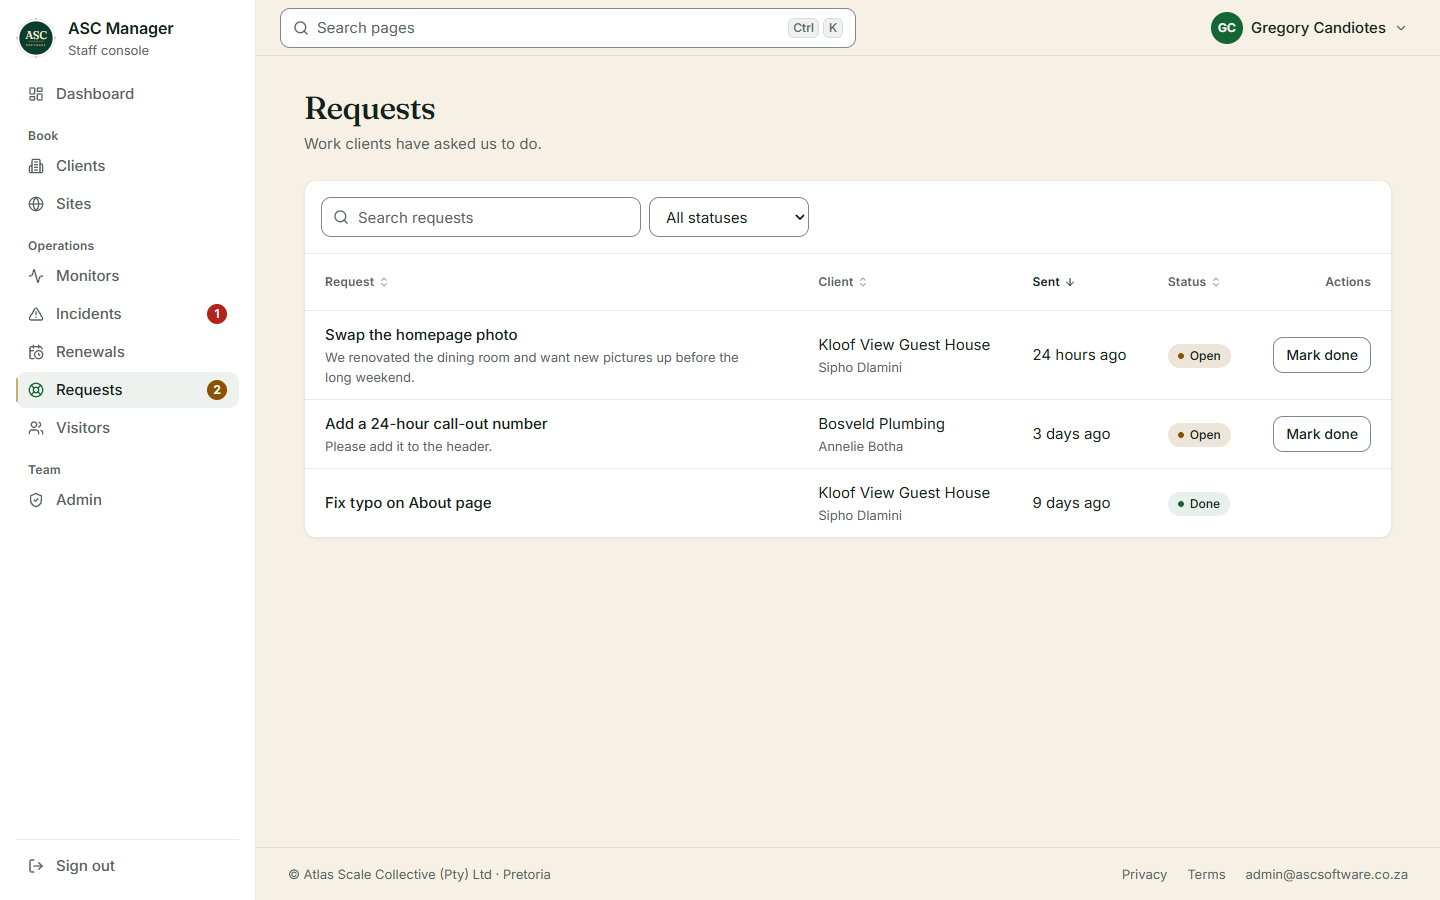 ASC
SOFTWARE
ASC Manager
Staff console
Dashboard
Book
Clients
Sites
Operations
Monitors
Incidents 1
Renewals
Requests 2
Visitors
Team
Admin
Sign out
Search pages Ctrl K
GC Gregory Candiotes
Requests
Work clients have asked us to do.
Search requests All statuses
Request Client Sent Status Actions
Swap the homepage photo
We renovated the dining room and want new pictures up before the
long weekend.
Kloof View Guest House
Sipho Dlamini
24 hours ago
Open
Mark done
Add a 24-hour call-out number
Please add it to the header.
Bosveld Plumbing
Annelie Botha
3 days ago
Open
Mark done
Fix typo on About page
Kloof View Guest House
Sipho Dlamini
9 days ago
Done
© Atlas Scale Collective (Pty) Ltd · Pretoria
Privacy Terms admin@ascsoftware.co.za